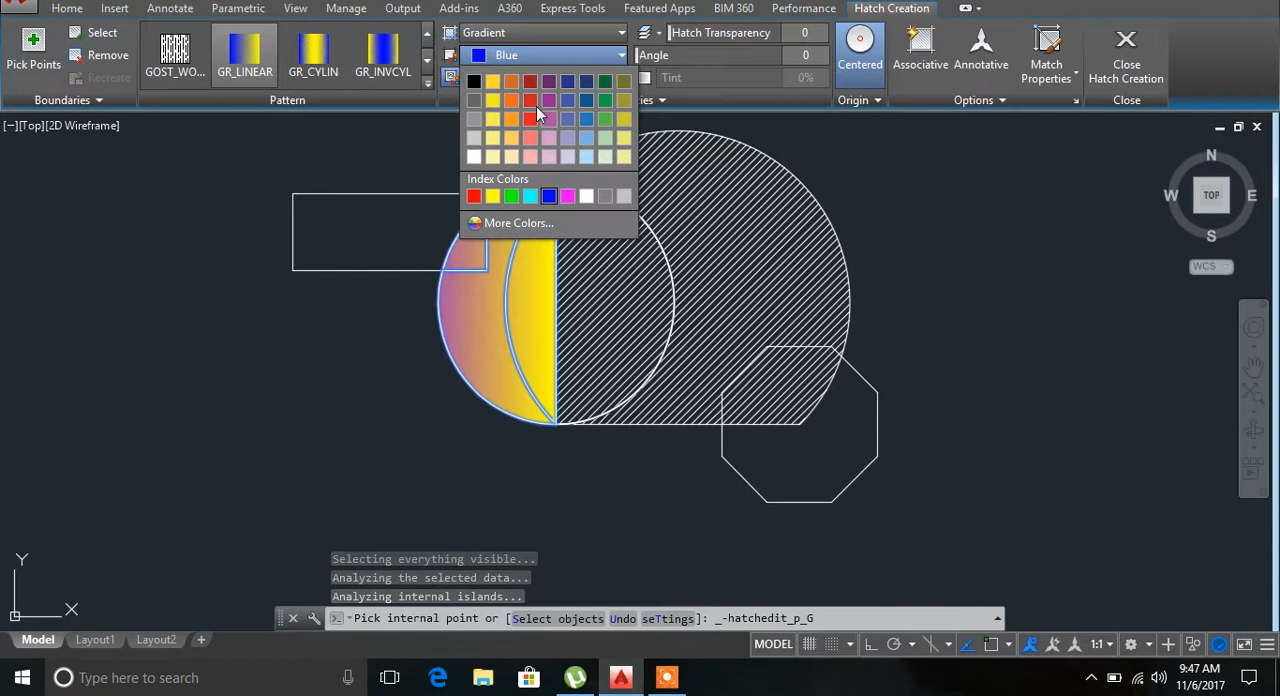 Home Insert Annotate Parametric View Manage Output Add-ins A360 Express Tools Featured Apps BIM 360 Performance Hatch Creation
Pick Points
Select
Remove
Recreate
Boundaries
GOST_WO... GR_LINEAR GR_CYLIN GR_INVCYL
Pattern
Gradient
Blue
Hatch Transparency 0
Angle 0
Tint 0%
ies
Centered
Origin
Associative Annotative Match
Properties
Options
Close
Hatch Creation
Close
Index Colors
More Colors...
[−][Top][2D Wireframe]
N
W TOP E
S
WCS
Selecting everything visible...
Analyzing the selected data...
Analyzing internal islands...
Pick internal point or [Select objects Undo seTtings]: _-hatchedit_p_G
Y
X
Model Layout1 Layout2 +
MODEL 1:1
Type here to search
9:47 AM
11/6/2017